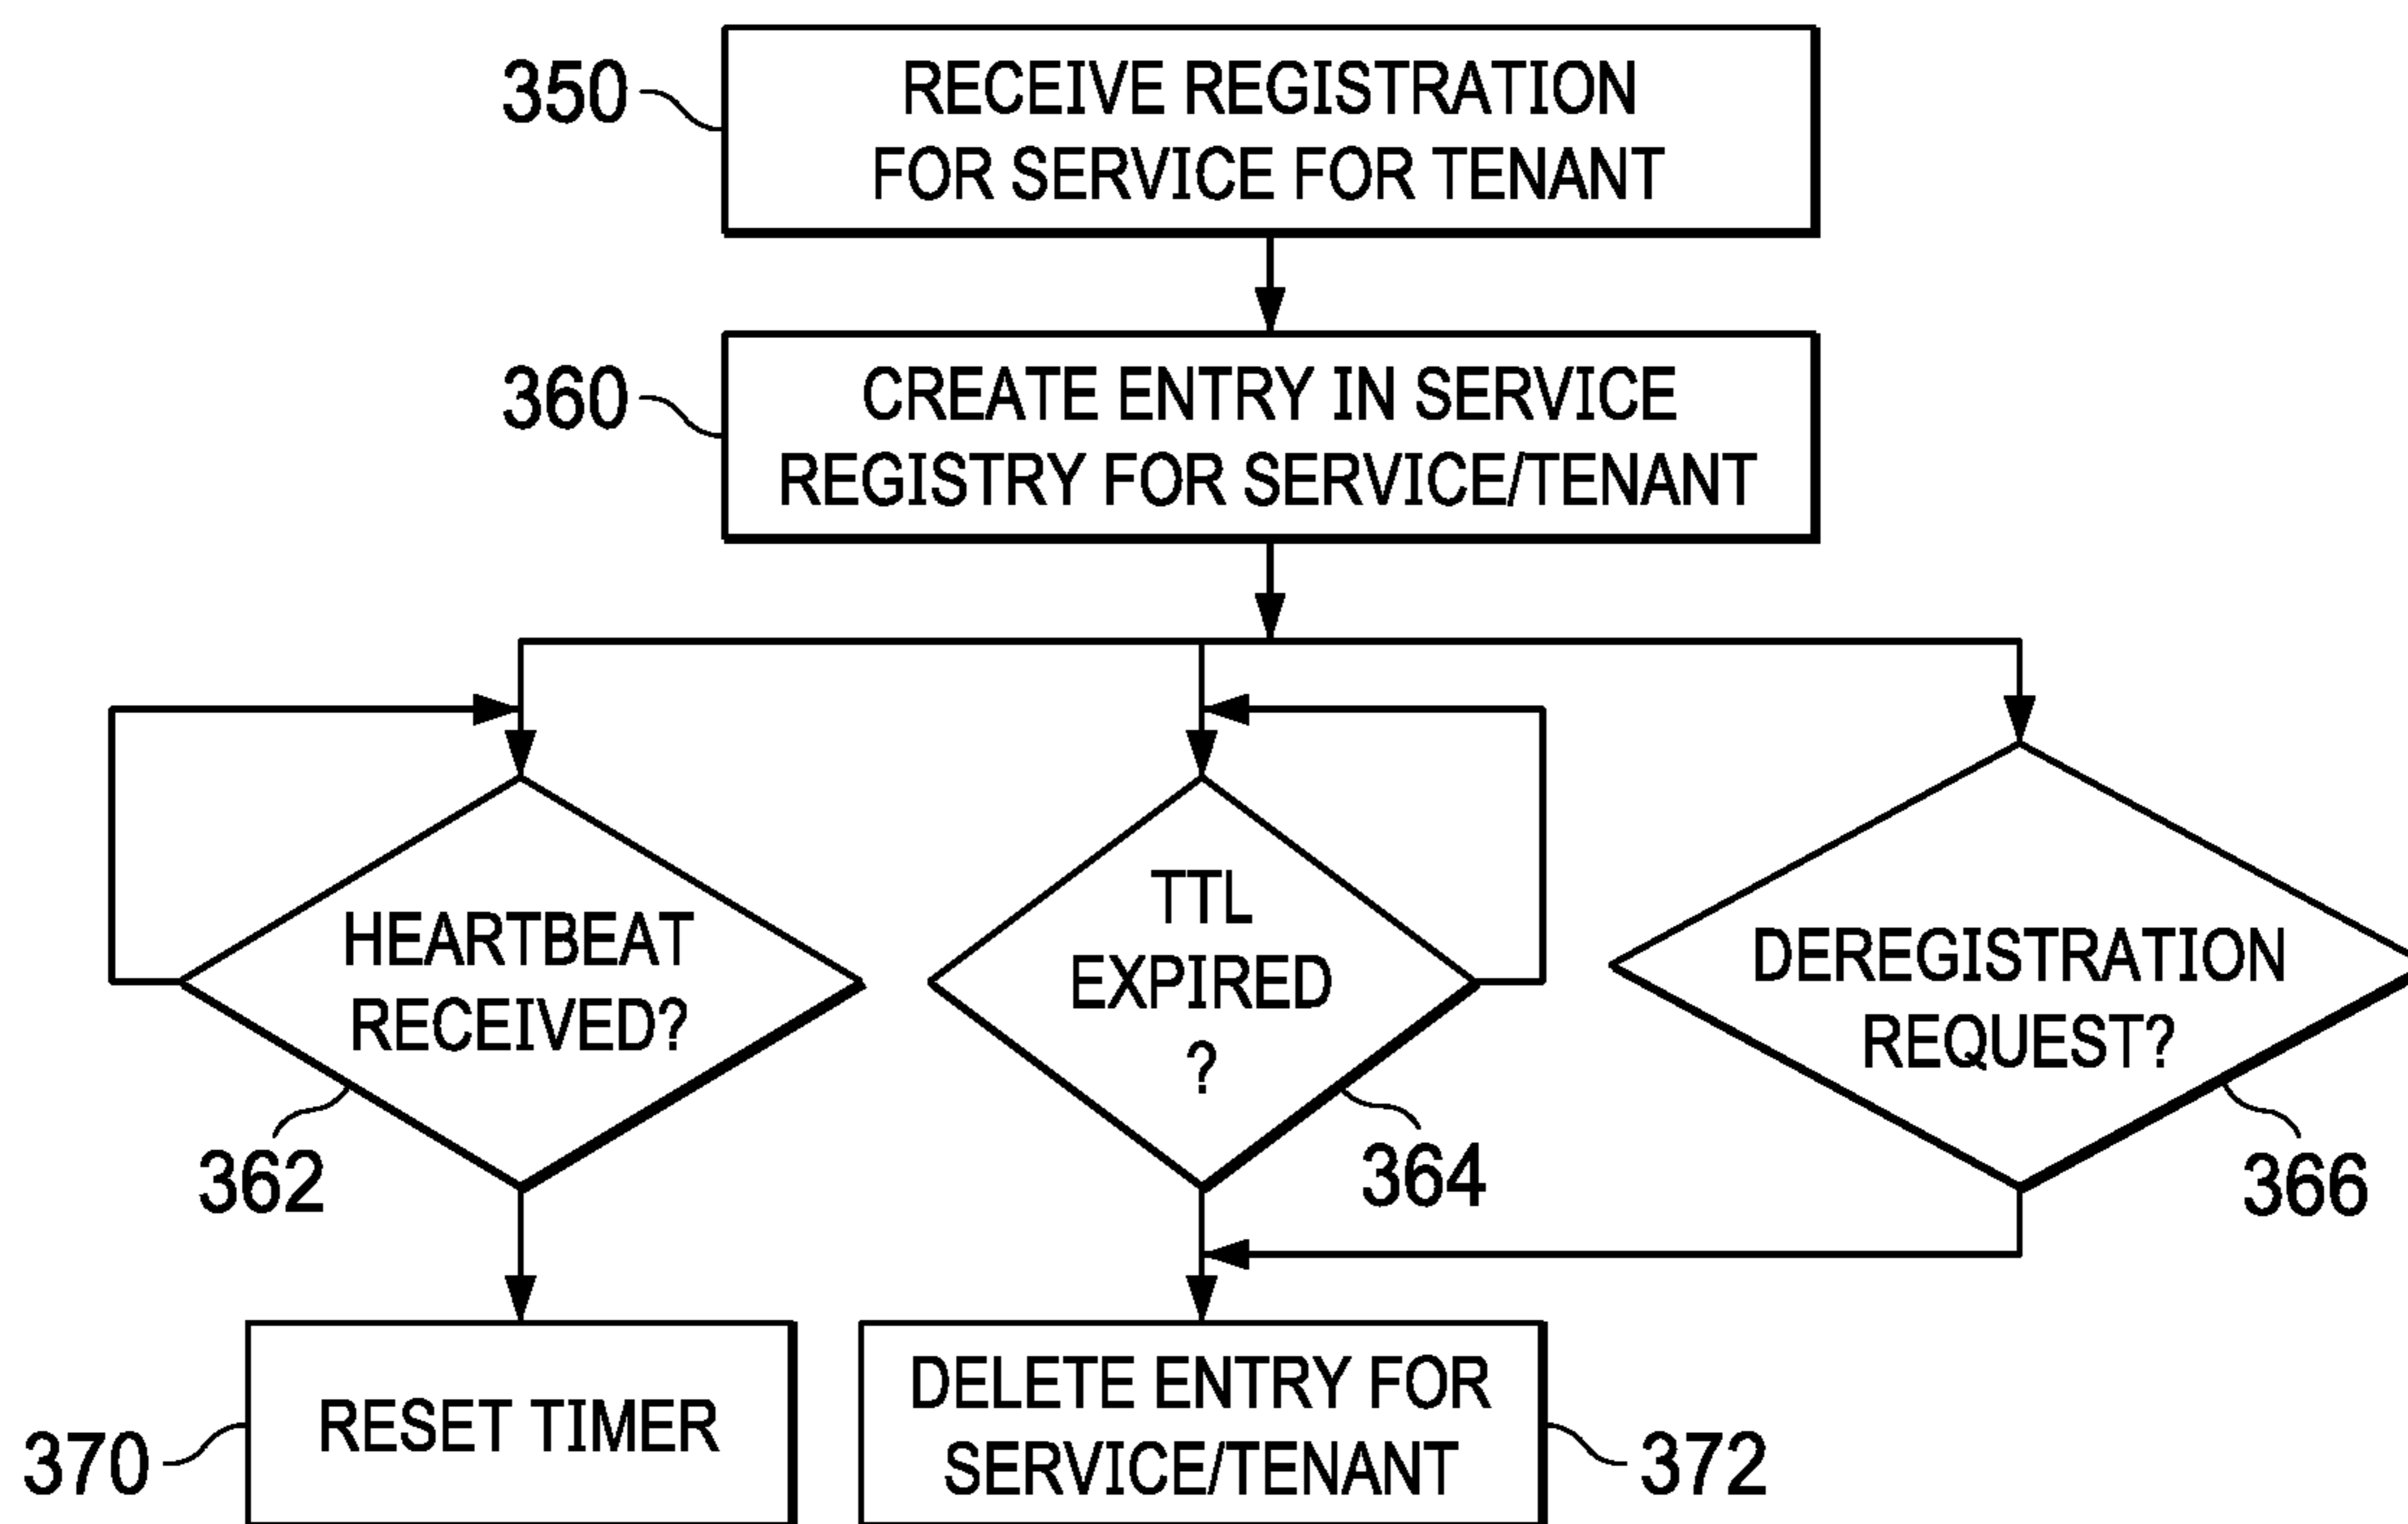 350
RECEIVE REGISTRATION
FOR SERVICE FOR TENANT
360
CREATE ENTRY IN SERVICE
REGISTRY FOR SERVICE/TENANT
HEARTBEAT
RECEIVED?
362
TTL
EXPIRED
?
364
DEREGISTRATION
REQUEST?
366
370
RESET TIMER
DELETE ENTRY FOR
SERVICE/TENANT
372